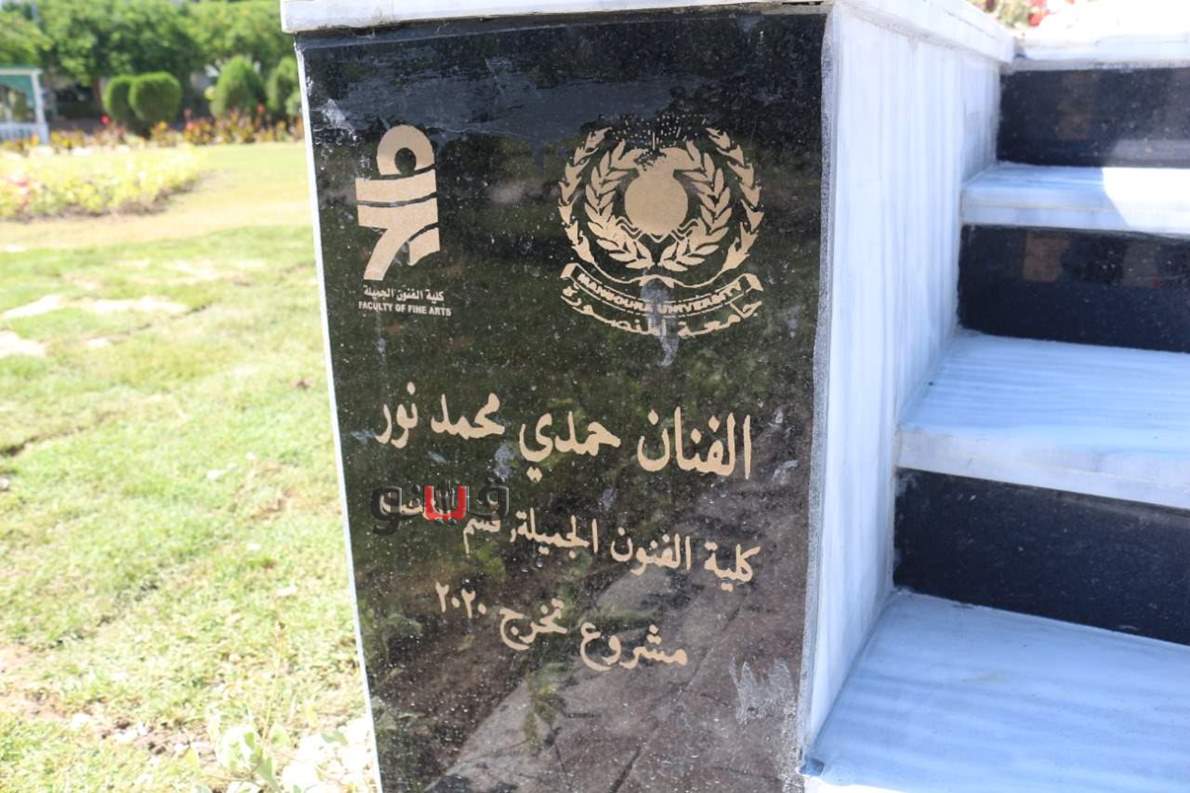 كلية الفنون الجميلة
FACULTY OF FINE ARTS
MANSOURA UNIVERSITY
جامعة المنصورة
الفنان حمدي محمد نور
كلية الفنون الجميلة, قسم
مشروع تخرج ٢٠٢٠